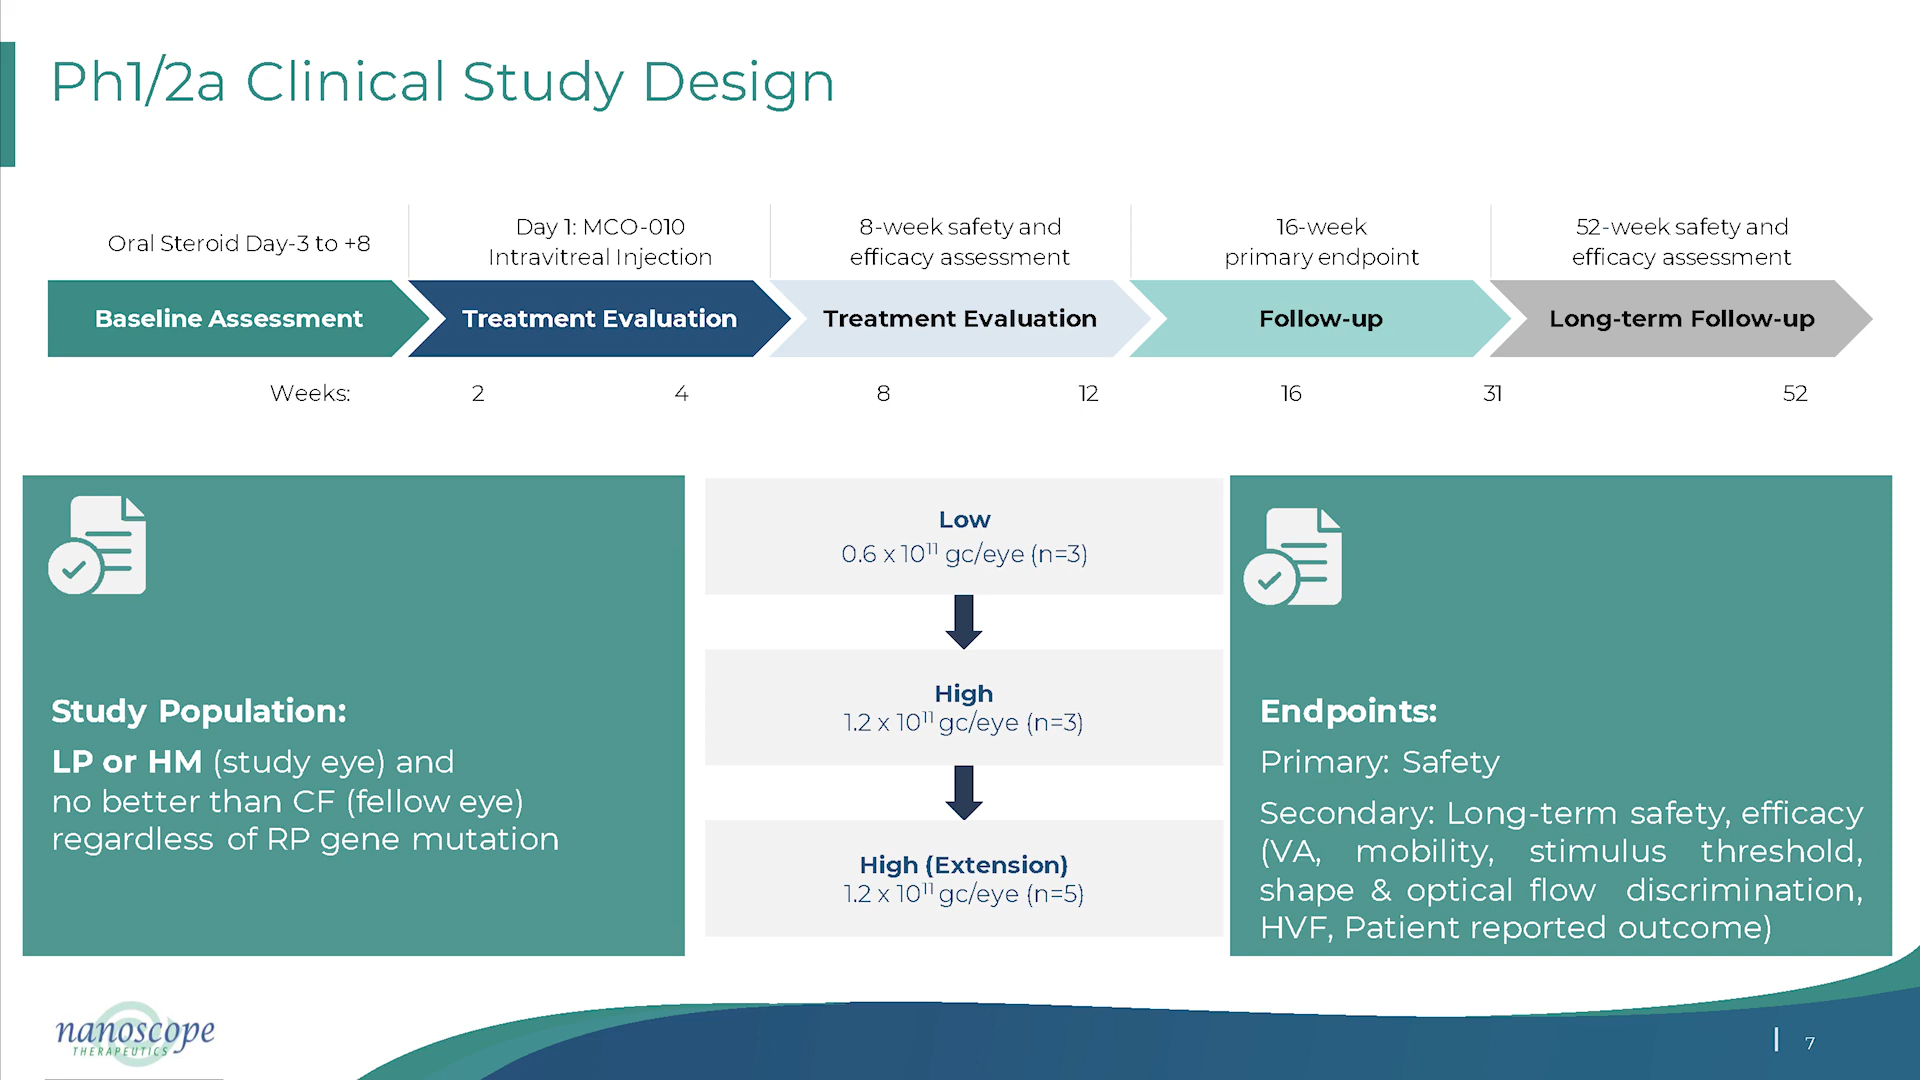 Ph1/2a Clinical Study Design
Oral Steroid Day-3 to +8
Day 1: MCO-010
Intravitreal Injection
8-week safety and
efficacy assessment
16-week
primary endpoint
52-week safety and
efficacy assessment
Baseline Assessment
Treatment Evaluation
Treatment Evaluation
Follow-up
Long-term Follow-up
Weeks: 2 4 8 12 16 31 52
Study Population:
LP or HM (study eye) and
no better than CF (fellow eye)
regardless of RP gene mutation
Low
0.6 x 10¹¹ gc/eye (n=3)
High
1.2 x 10¹¹ gc/eye (n=3)
High (Extension)
1.2 x 10¹¹ gc/eye (n=5)
Endpoints:
Primary: Safety
Secondary: Long-term safety, efficacy
(VA, mobility, stimulus threshold,
shape & optical flow discrimination,
HVF, Patient reported outcome)
nanoscope
THERAPEUTICS
7